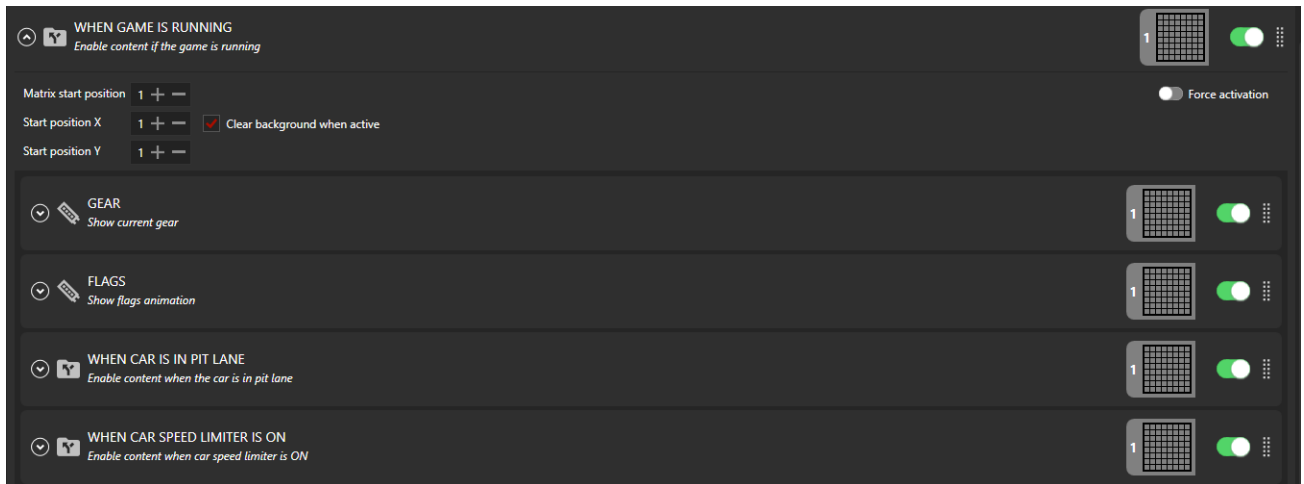 WHEN GAME IS RUNNING
Enable content if the game is running
1
Matrix start position 1 + −
Force activation
Start position X 1 + −
Clear background when active
Start position Y 1 + −
GEAR
Show current gear
1
FLAGS
Show flags animation
1
WHEN CAR IS IN PIT LANE
Enable content when the car is in pit lane
1
WHEN CAR SPEED LIMITER IS ON
Enable content when car speed limiter is ON
1